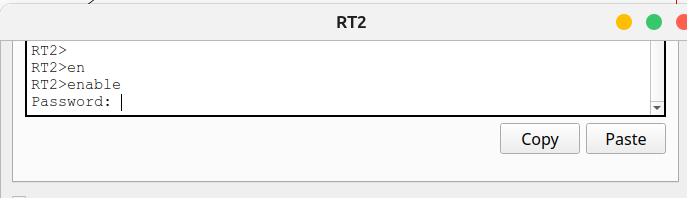 RT2
RT2>
RT2>en
RT2>enable
Password:
Copy Paste